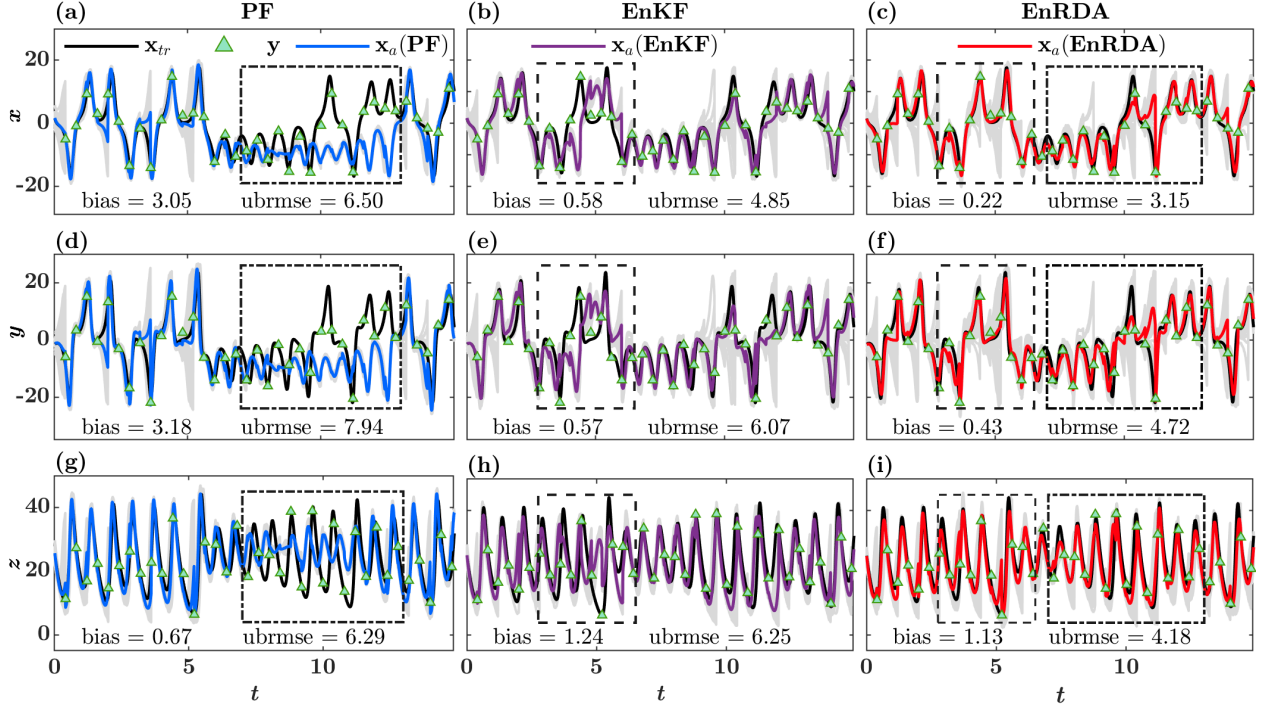 (a) PF (b) EnKF (c) EnRDA
x_tr y x_a(PF) x_a(EnKF) x_a(EnRDA)
20
0
-20
x
bias = 3.05 ubrmse = 6.50 bias = 0.58 ubrmse = 4.85 bias = 0.22 ubrmse = 3.15
(d) (e) (f)
20
0
-20
y
bias = 3.18 ubrmse = 7.94 bias = 0.57 ubrmse = 6.07 bias = 0.43 ubrmse = 4.72
(g) (h) (i)
40
20
0
z
bias = 0.67 ubrmse = 6.29 bias = 1.24 ubrmse = 6.25 bias = 1.13 ubrmse = 4.18
0 5 10 0 5 10 0 5 10
t t t